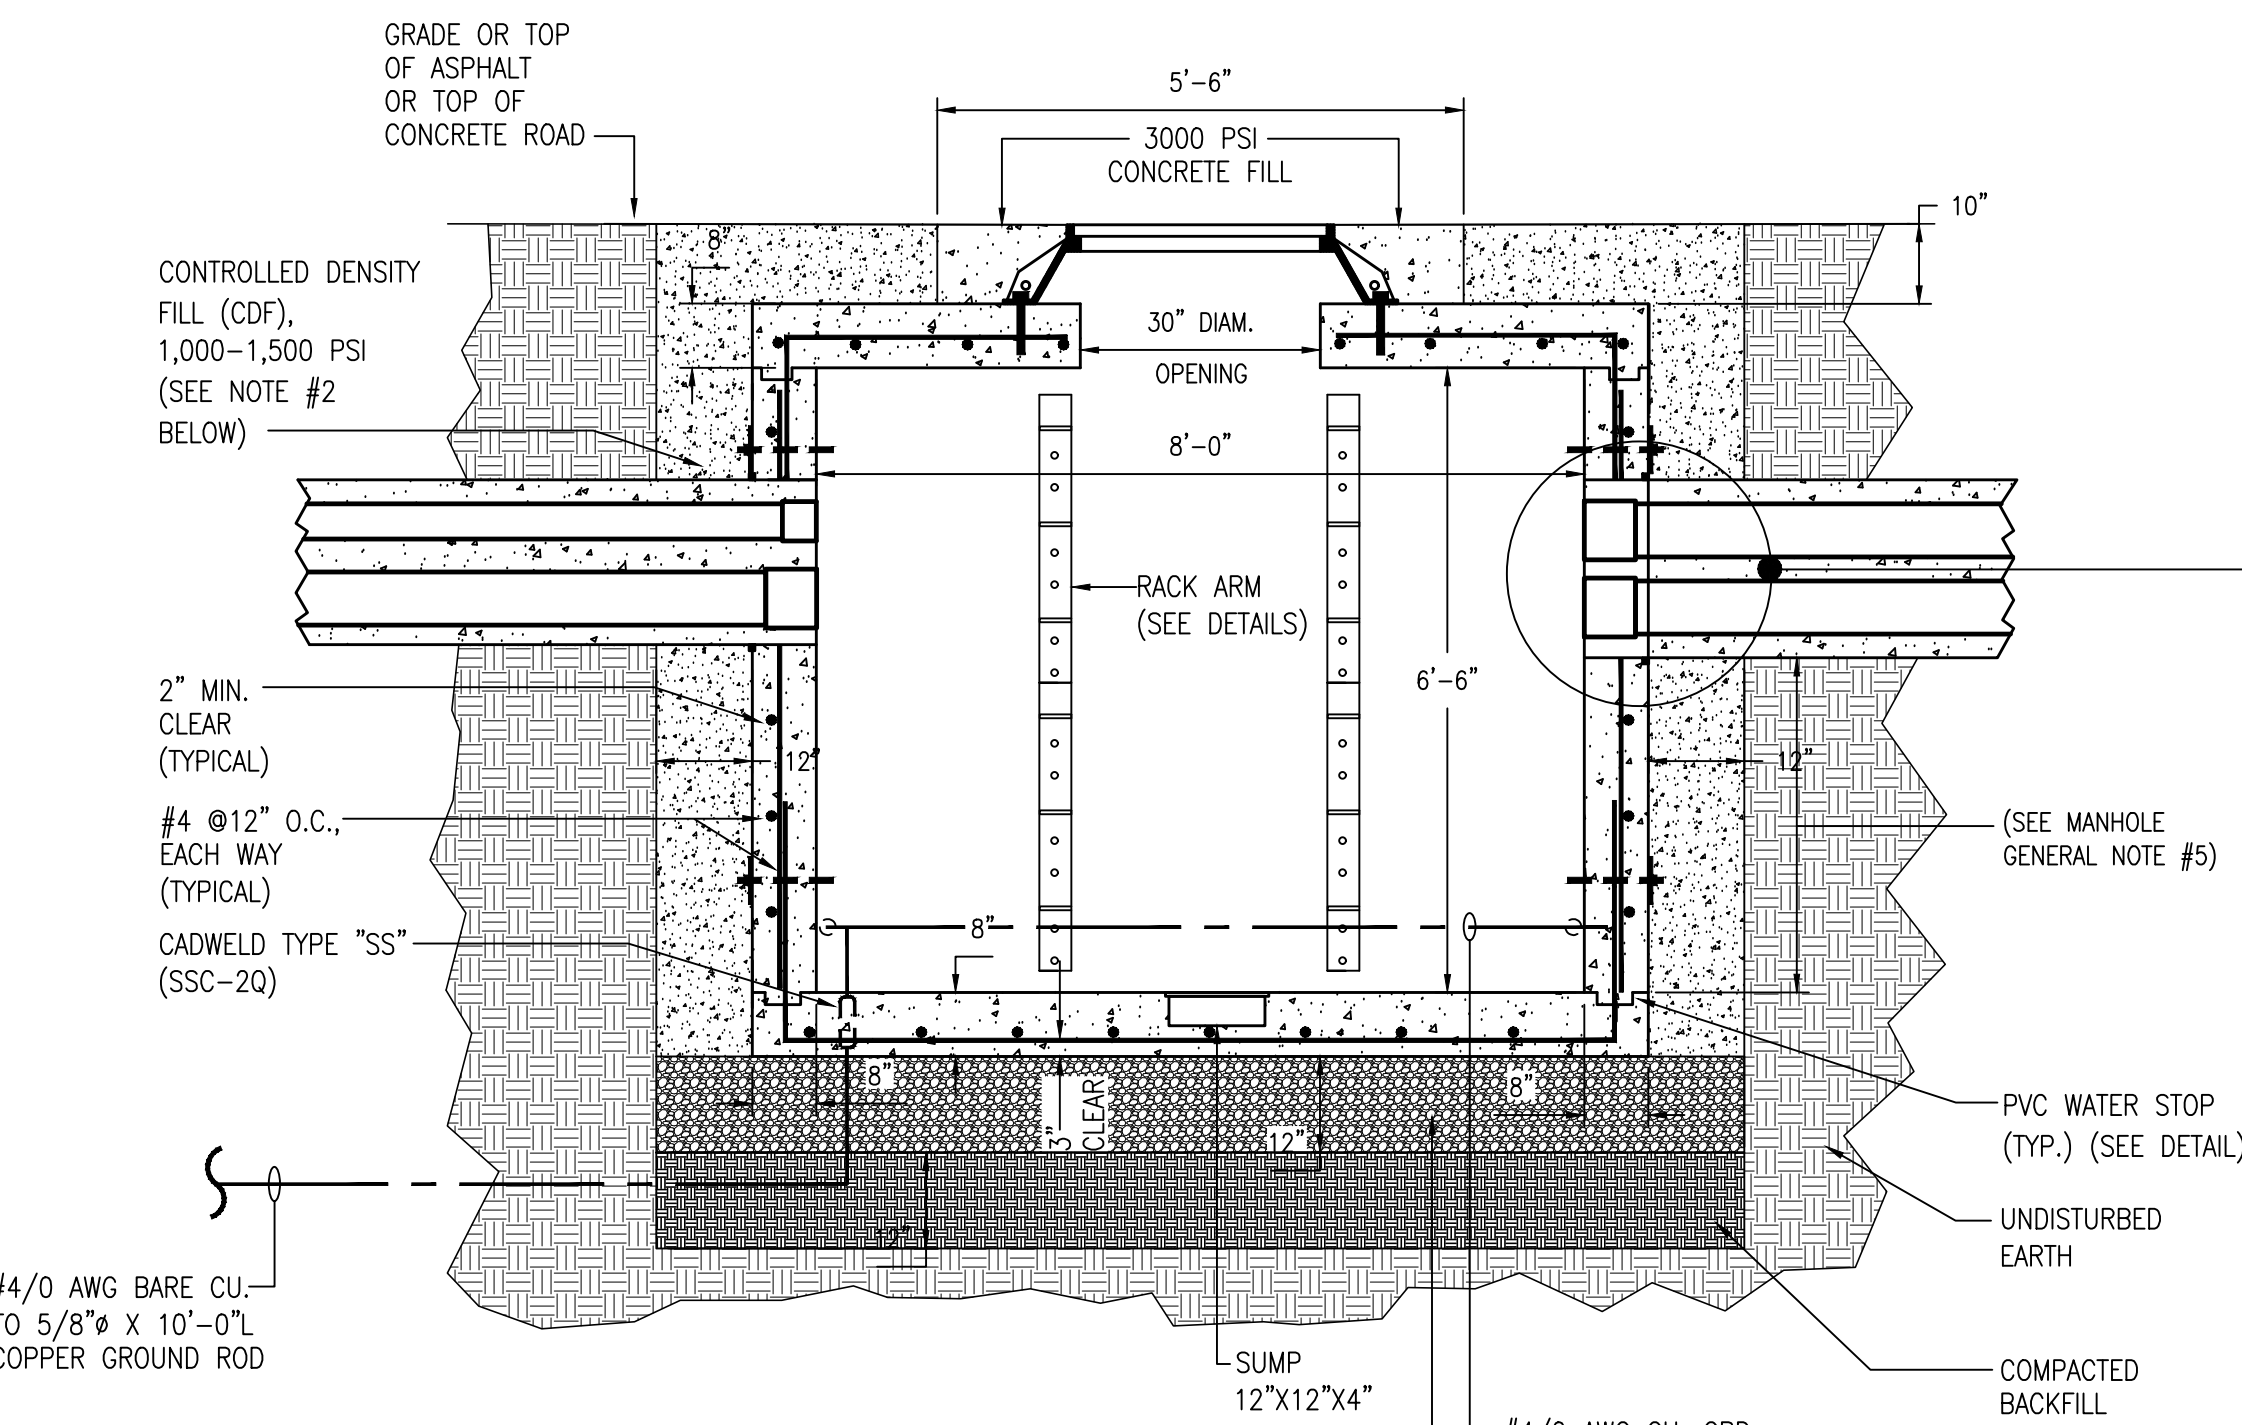 GRADE OR TOP
OF ASPHALT
OR TOP OF
CONCRETE ROAD
5'-6"
3000 PSI
CONCRETE FILL
10"
8"
CONTROLLED DENSITY
FILL (CDF),
1,000-1,500 PSI
(SEE NOTE #2
BELOW)
30" DIAM.
OPENING
8'-0"
RACK ARM
(SEE DETAILS)
6'-6"
2" MIN.
CLEAR
(TYPICAL)
12"
12"
#4 @12" O.C.,
EACH WAY
(TYPICAL)
(SEE MANHOLE
GENERAL NOTE #5)
CADWELD TYPE "SS"
(SSC-2Q)
8"
8"
3"
CLEAR
12"
8"
PVC WATER STOP
(TYP.) (SEE DETAIL)
12"
UNDISTURBED
EARTH
#4/0 AWG BARE CU.
TO 5/8"ø X 10'-0"L
COPPER GROUND ROD
SUMP
12"X12"X4"
COMPACTED
BACKFILL